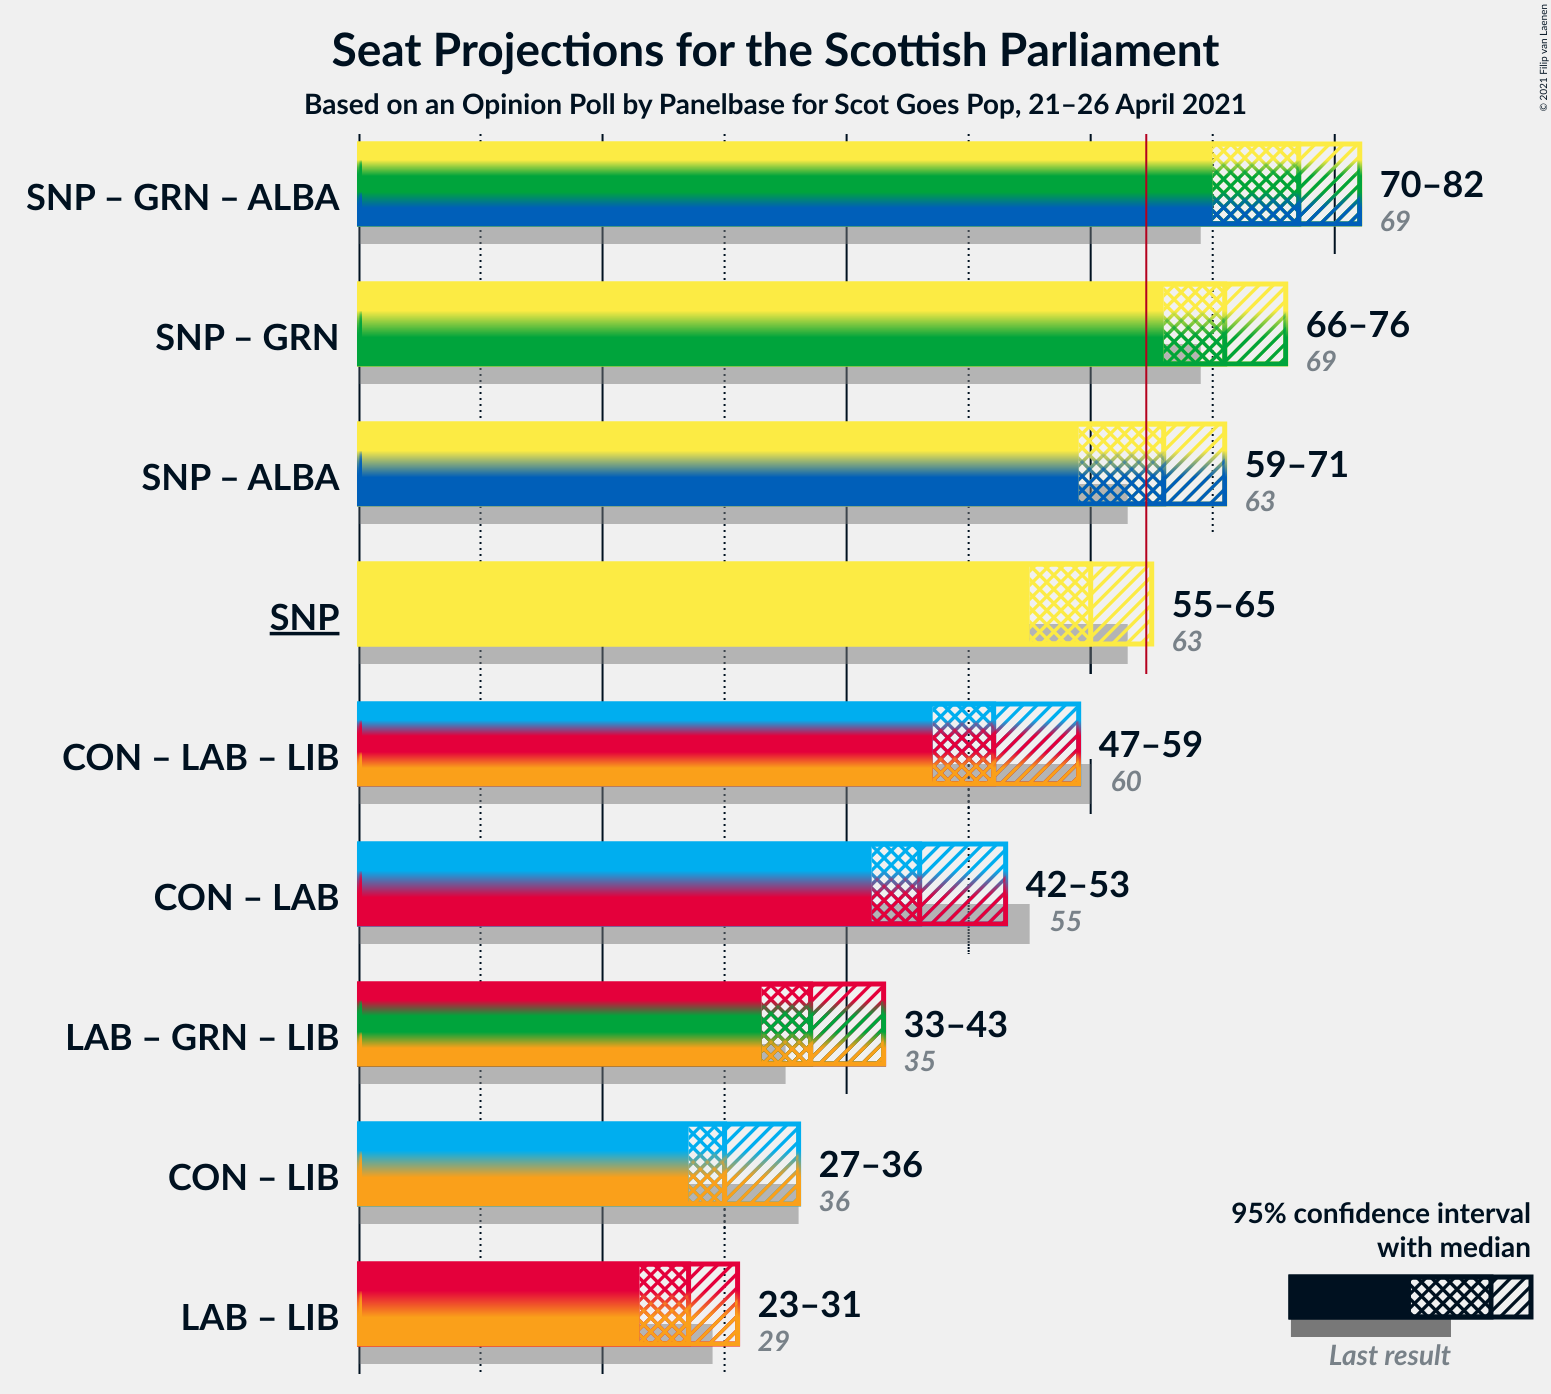 Seat Projections for the Scottish Parliament
Based on an Opinion Poll by Panelbase for Scot Goes Pop, 21–26 April 2021
© 2021 Filip van Laenen
SNP – GRN – ALBA
70–82
69
SNP – GRN
66–76
69
SNP – ALBA
59–71
63
SNP
55–65
63
CON – LAB – LIB
47–59
60
CON – LAB
42–53
55
LAB – GRN – LIB
33–43
35
CON – LIB
27–36
36
LAB – LIB
23–31
29
95% confidence interval
with median
Last result